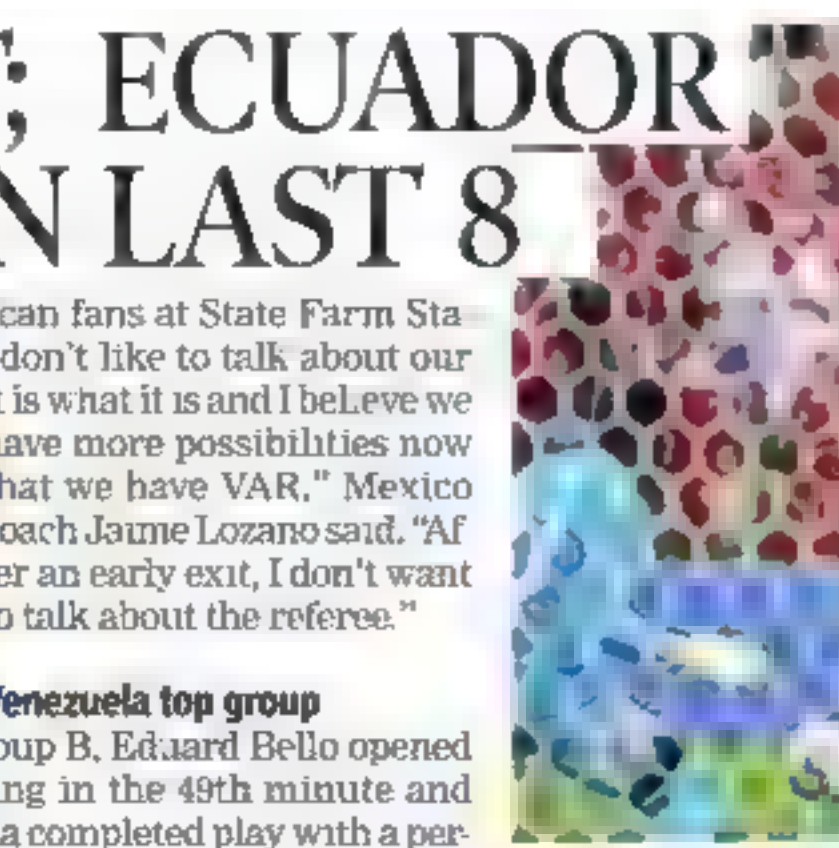 ; ECUADOR
N LAST 8
can fans at State Farm Sta-
don't like to talk about our
t is what it is and I believe we
ave more possibilities now
hat we have VAR," Mexico
oach Jaime Lozano said. "Af
er an early exit, I don't want
o talk about the referee."
Venezuela top group
oup B, Eduard Bello opened
ng in the 49th minute and
a completed play with a per-